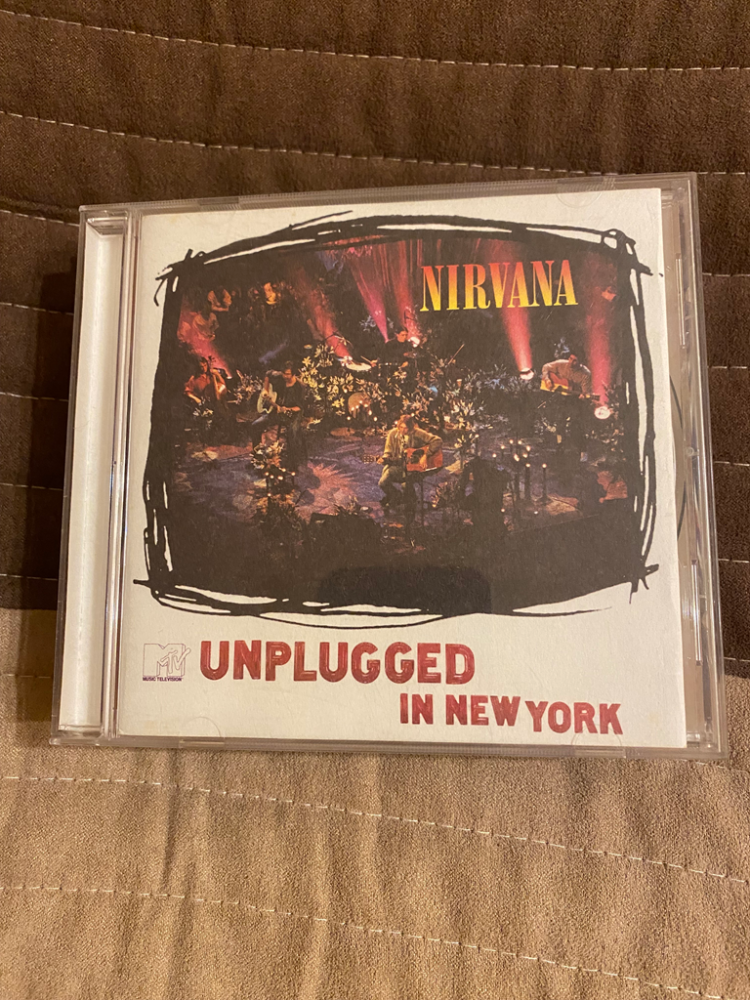 NIRVANA
MTV
MUSIC TELEVISION
UNPLUGGED
IN NEW YORK